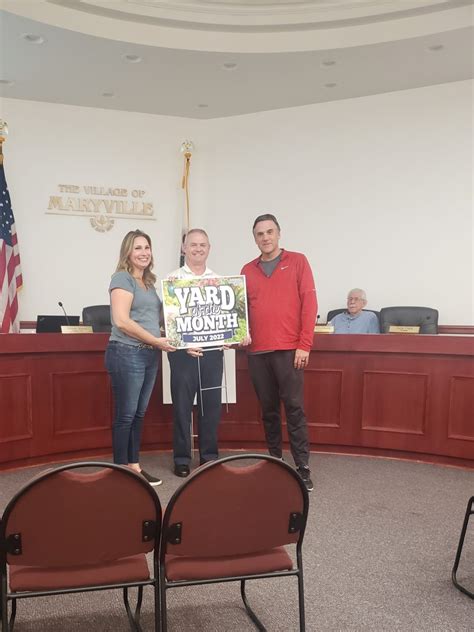 THE VILLAGE OF
MARYVILLE
YARD
of the
MONTH
JULY 2022